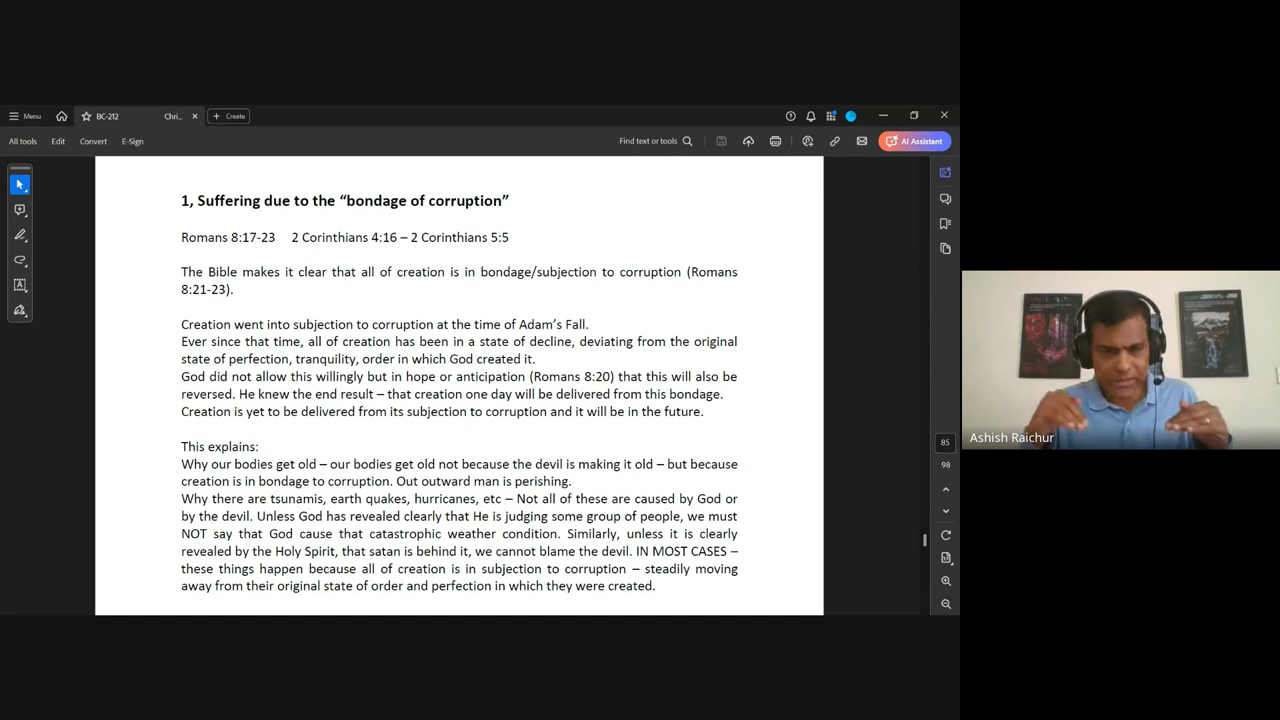 Menu
BC-212
Chri...
Create
All tools
Edit
Convert
E-Sign
Find text or tools
AI Assistant
1, Suffering due to the “bondage of corruption”
Romans 8:17-23 2 Corinthians 4:16 – 2 Corinthians 5:5
The Bible makes it clear that all of creation is in bondage/subjection to corruption (Romans
8:21-23).
Creation went into subjection to corruption at the time of Adam’s Fall.
Ever since that time, all of creation has been in a state of decline, deviating from the original
state of perfection, tranquility, order in which God created it.
God did not allow this willingly but in hope or anticipation (Romans 8:20) that this will also be
reversed. He knew the end result – that creation one day will be delivered from this bondage.
Creation is yet to be delivered from its subjection to corruption and it will be in the future.
This explains:
Why our bodies get old – our bodies get old not because the devil is making it old – but because
creation is in bondage to corruption. Out outward man is perishing.
Why there are tsunamis, earth quakes, hurricanes, etc – Not all of these are caused by God or
by the devil. Unless God has revealed clearly that He is judging some group of people, we must
NOT say that God cause that catastrophic weather condition. Similarly, unless it is clearly
revealed by the Holy Spirit, that satan is behind it, we cannot blame the devil. IN MOST CASES –
these things happen because all of creation is in subjection to corruption – steadily moving
away from their original state of order and perfection in which they were created.
85
98
Ashish Raichur